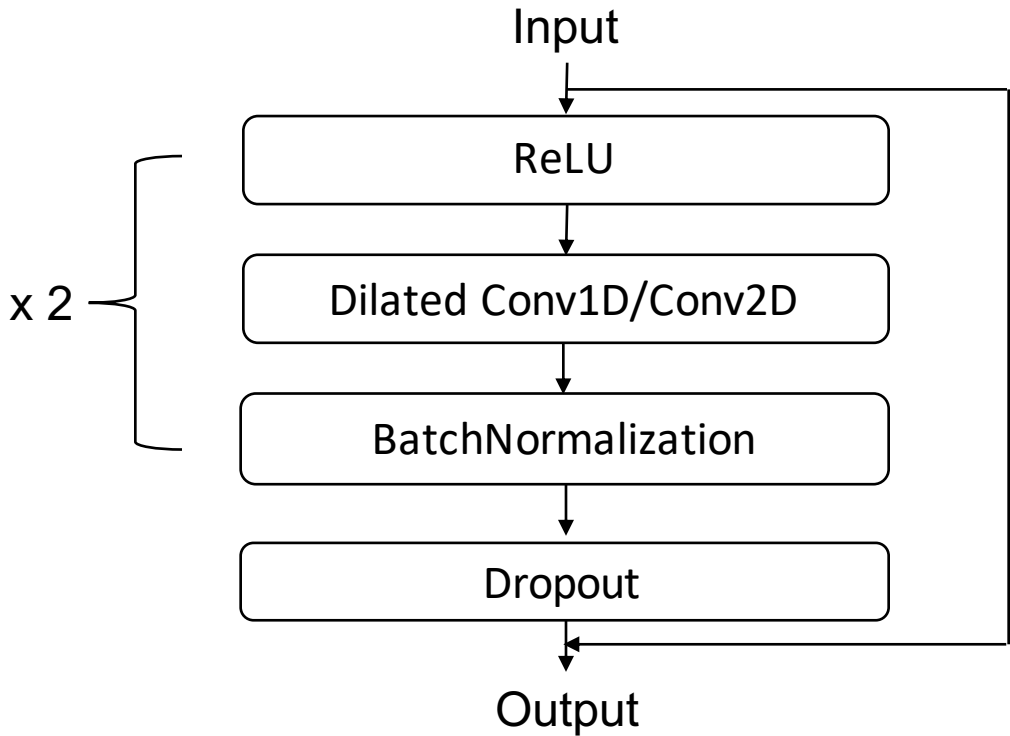 Input
ReLU
Dilated Conv1D/Conv2D
x 2
BatchNormalization
Dropout
Output